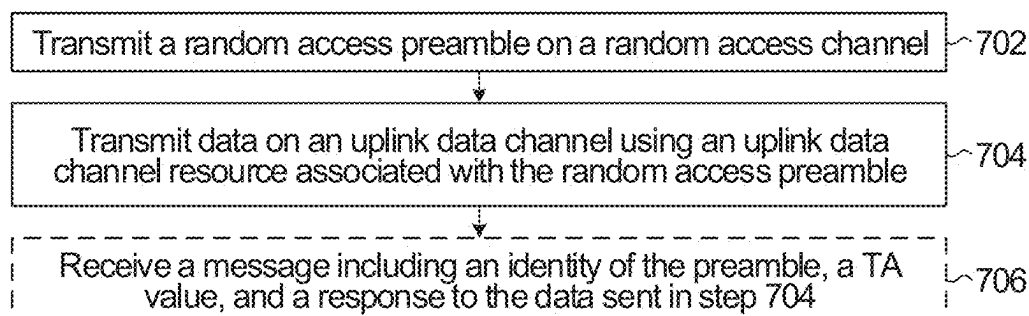 Transmit a random access preamble on a random access channel 702
Transmit data on an uplink data channel using an uplink data
channel resource associated with the random access preamble 704
Receive a message including an identity of the preamble, a TA
value, and a response to the data sent in step 704 706